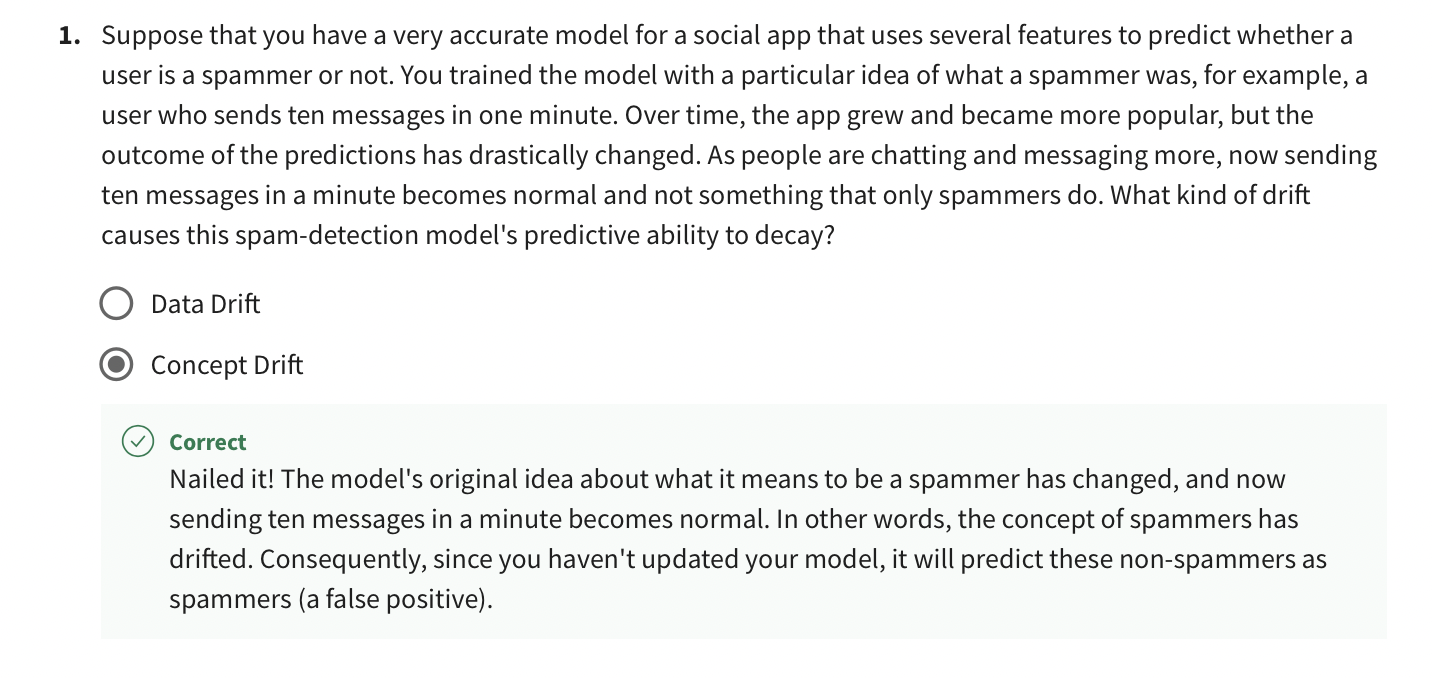 1. Suppose that you have a very accurate model for a social app that uses several features to predict whether a
user is a spammer or not. You trained the model with a particular idea of what a spammer was, for example, a
user who sends ten messages in one minute. Over time, the app grew and became more popular, but the
outcome of the predictions has drastically changed. As people are chatting and messaging more, now sending
ten messages in a minute becomes normal and not something that only spammers do. What kind of drift
causes this spam-detection model's predictive ability to decay?
Data Drift
Concept Drift
Correct
Nailed it! The model's original idea about what it means to be a spammer has changed, and now
sending ten messages in a minute becomes normal. In other words, the concept of spammers has
drifted. Consequently, since you haven't updated your model, it will predict these non-spammers as
spammers (a false positive).